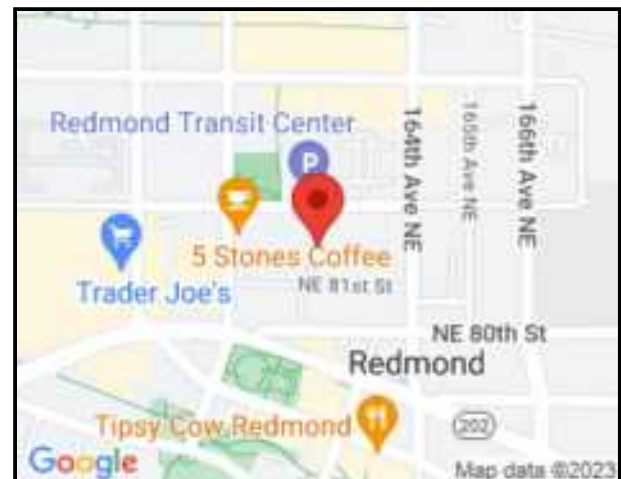 Redmond Transit Center
P
164th Ave NE
165th Ave NE
166th Ave NE
5 Stones Coffee
Trader Joe's
NE 81st St
NE 80th St
Redmond
Tipsy Cow Redmond
202
Google
Map data ©2023